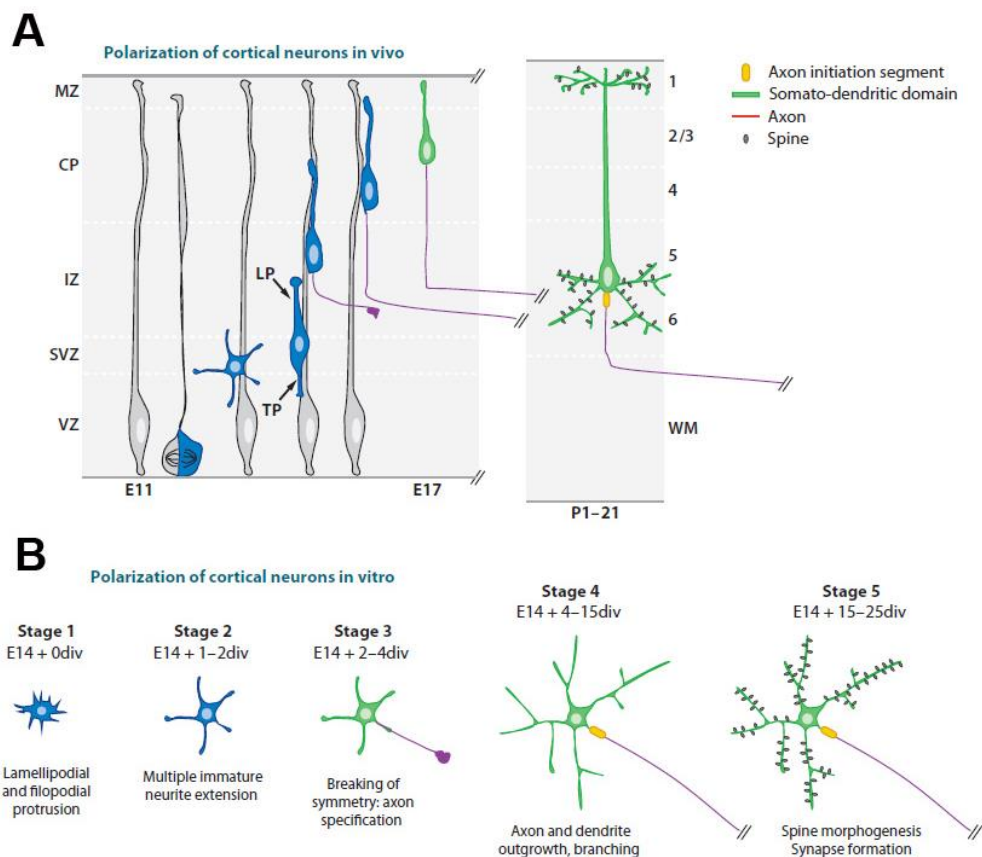 A
Polarization of cortical neurons in vivo
MZ
CP
IZ
SVZ
VZ
LP
TP
E11
E17
1
2/3
4
5
6
WM
P1–21
Axon initiation segment
Somato-dendritic domain
Axon
Spine
B
Polarization of cortical neurons in vitro
Stage 1
E14 + 0div
Lamellipodial
and filopodial
protrusion
Stage 2
E14 + 1–2div
Multiple immature
neurite extension
Stage 3
E14 + 2–4div
Breaking of
symmetry: axon
specification
Stage 4
E14 + 4–15div
Axon and dendrite
outgrowth, branching
Stage 5
E14 + 15–25div
Spine morphogenesis
Synapse formation